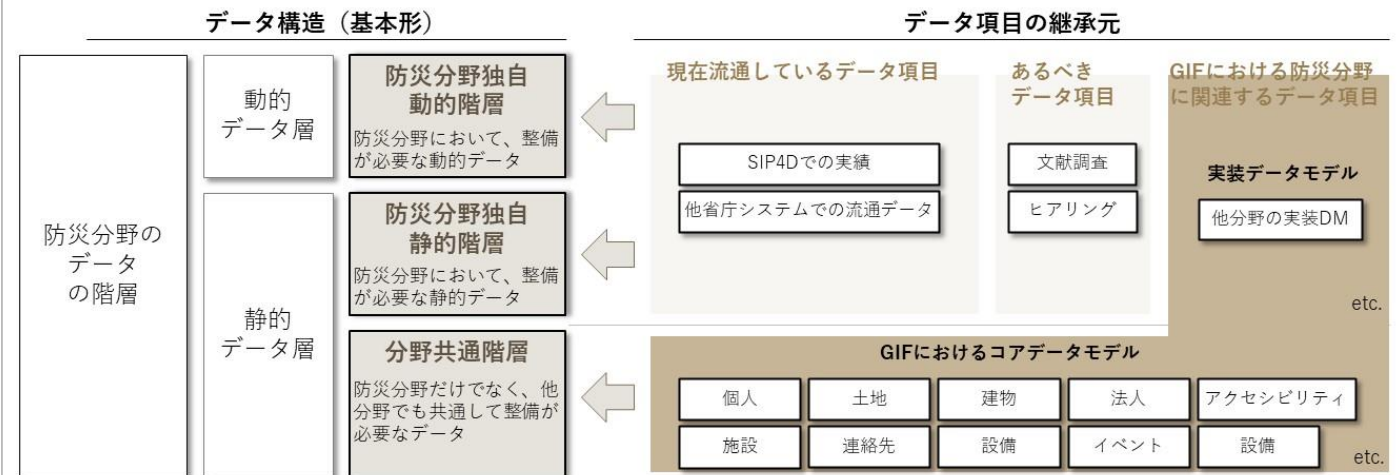 データ構造（基本形）
データ項目の継承元
防災分野の
データ
の階層
動的
データ層
静的
データ層
防災分野独自
動的階層
防災分野において、整備
が必要な動的データ
防災分野独自
静的階層
防災分野において、整備
が必要な静的データ
分野共通階層
防災分野だけでなく、他
分野でも共通して整備が
必要なデータ
現在流通しているデータ項目
SIP4Dでの実績
他省庁システムでの流通データ
あるべき
データ項目
文献調査
ヒアリング
GIFにおける防災分野
に関連するデータ項目
実装データモデル
他分野の実装DM
etc.
GIFにおけるコアデータモデル
個人
土地
建物
法人
アクセシビリティ
施設
連絡先
設備
イベント
設備
etc.